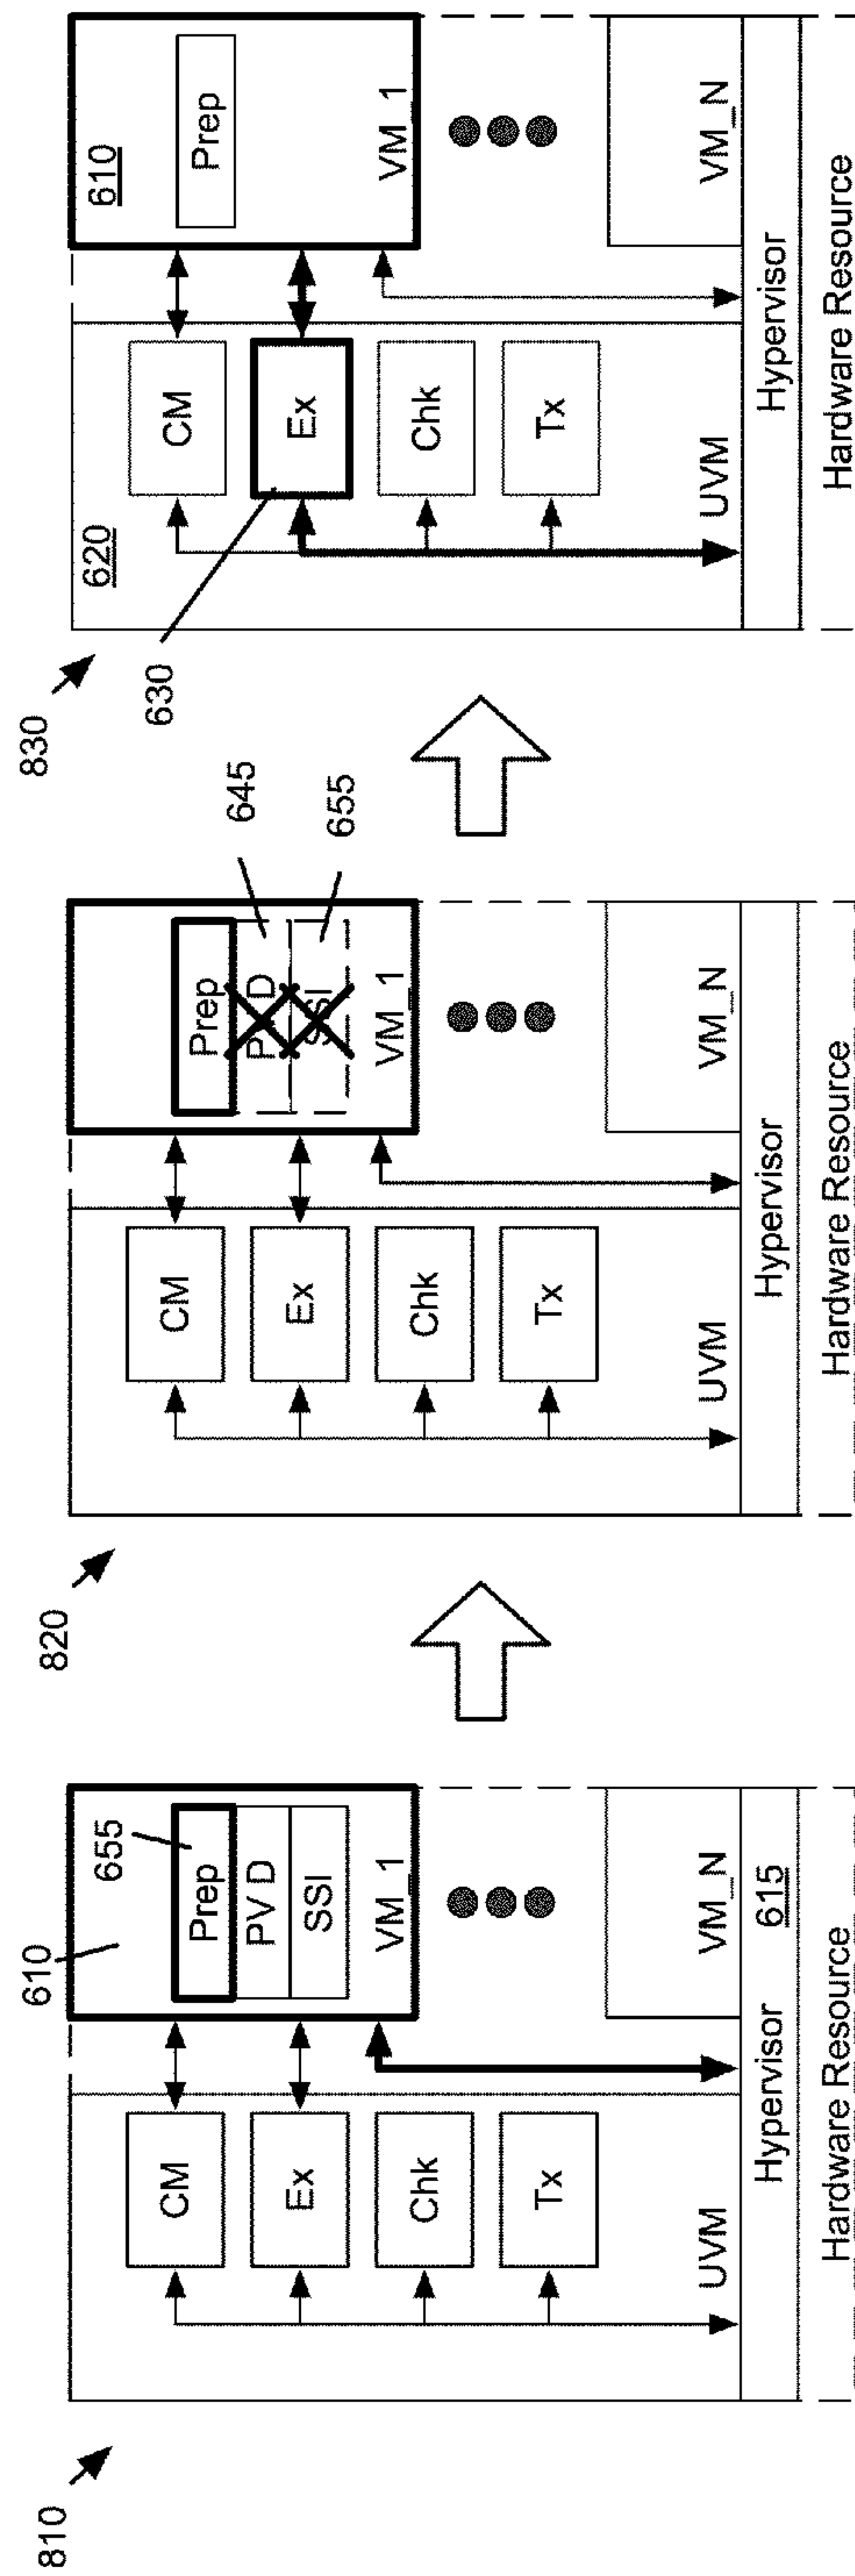 810
610
655
Prep
PV D
SSI
VM_1
CM
Ex
Chk
Tx
UVM
VM_N
Hypervisor 615
Hardware Resource
820
645
655
Prep
VM_1
CM
Ex
Chk
Tx
UVM
VM_N
Hypervisor
Hardware Resource
830
630
620
610
Prep
VM_1
CM
Ex
Chk
Tx
UVM
VM_N
Hypervisor
Hardware Resource